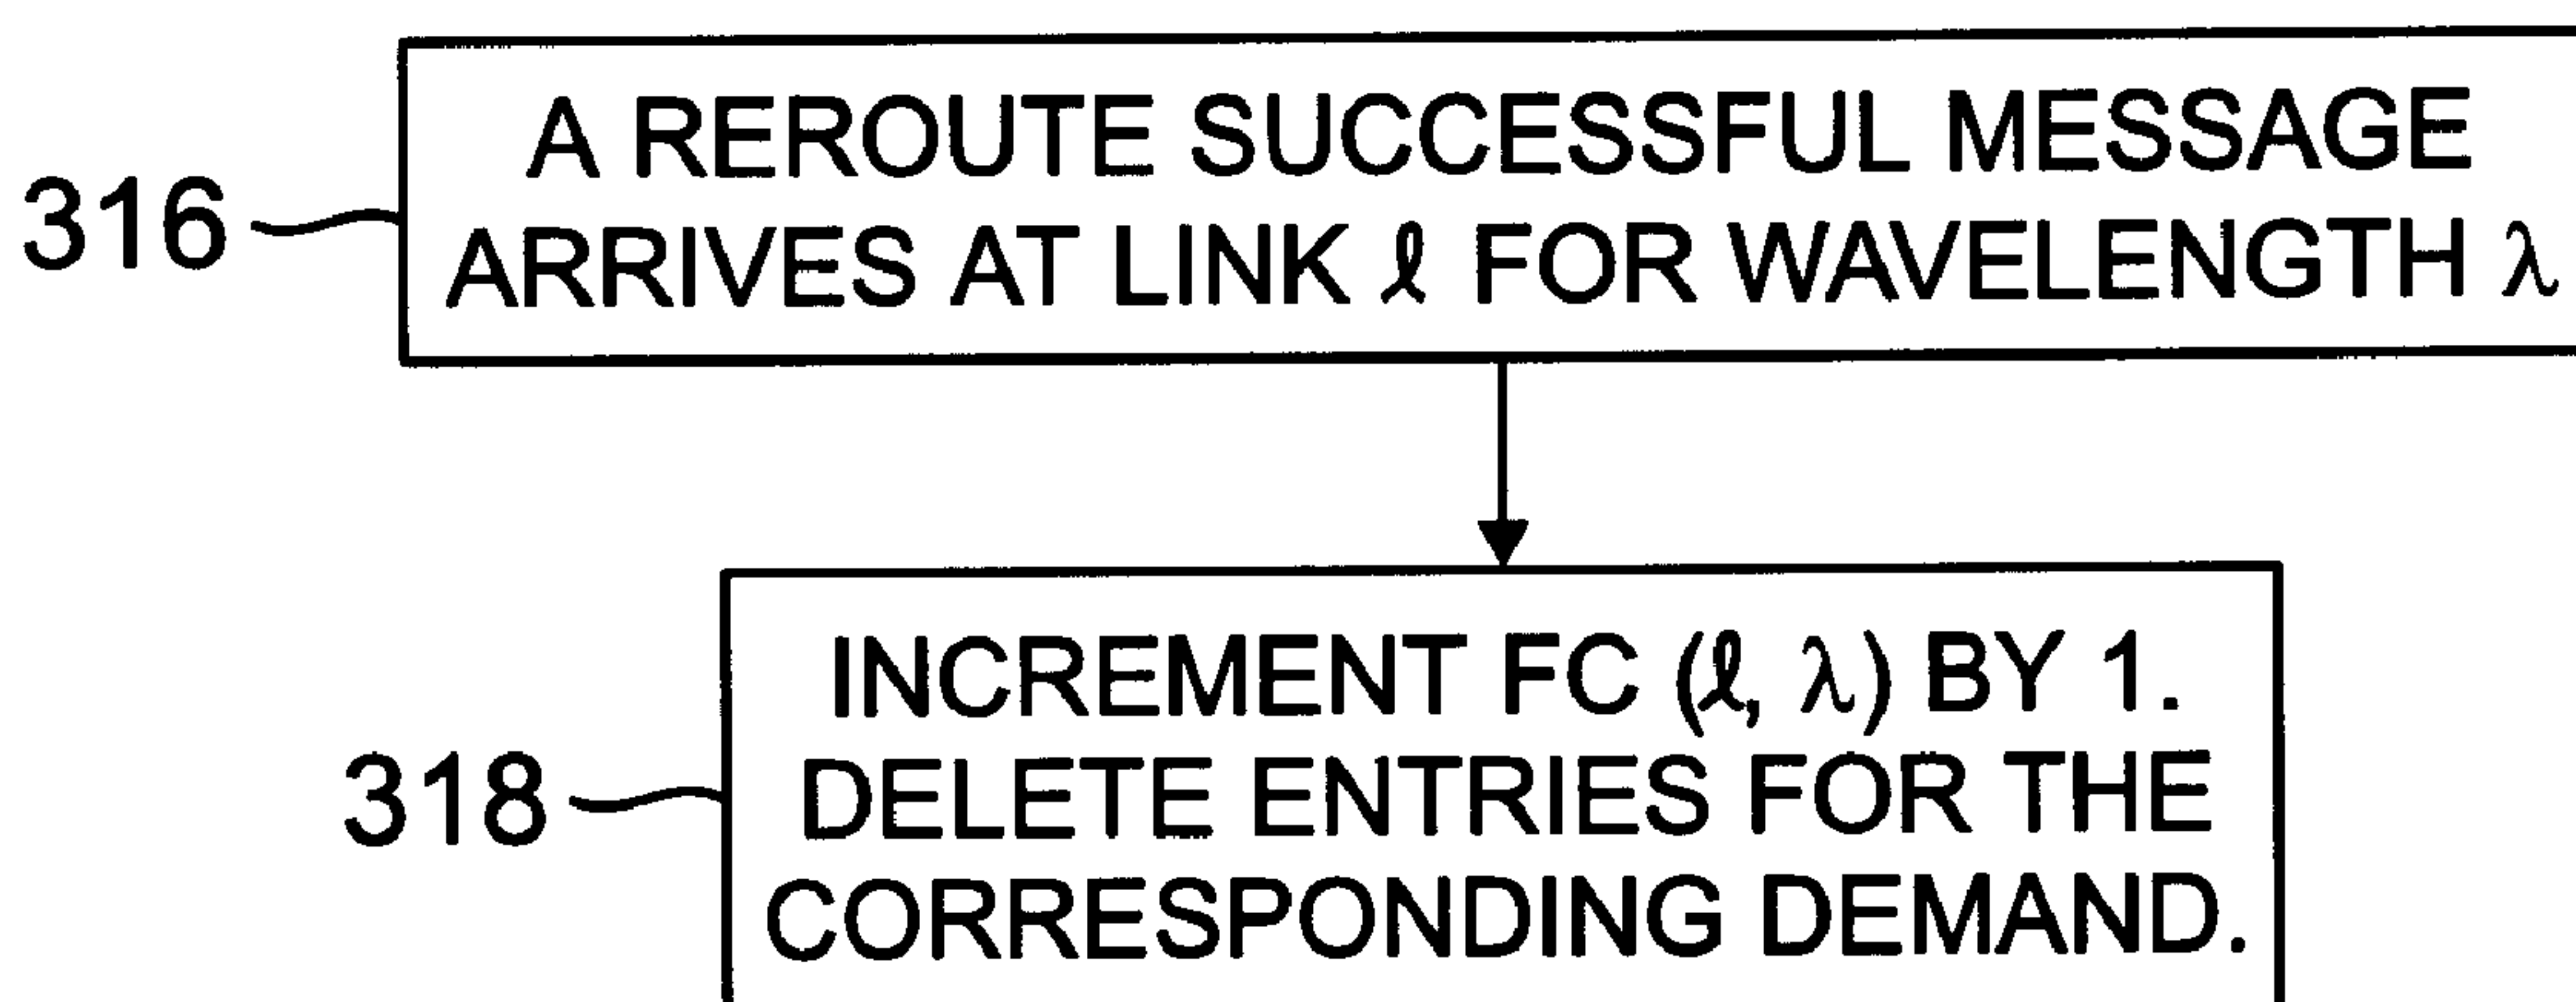 A REROUTE SUCCESSFUL MESSAGE
316 ARRIVES AT LINK ℓ FOR WAVELENGTH λ
INCREMENT FC (ℓ, λ) BY 1.
318 DELETE ENTRIES FOR THE
CORRESPONDING DEMAND.